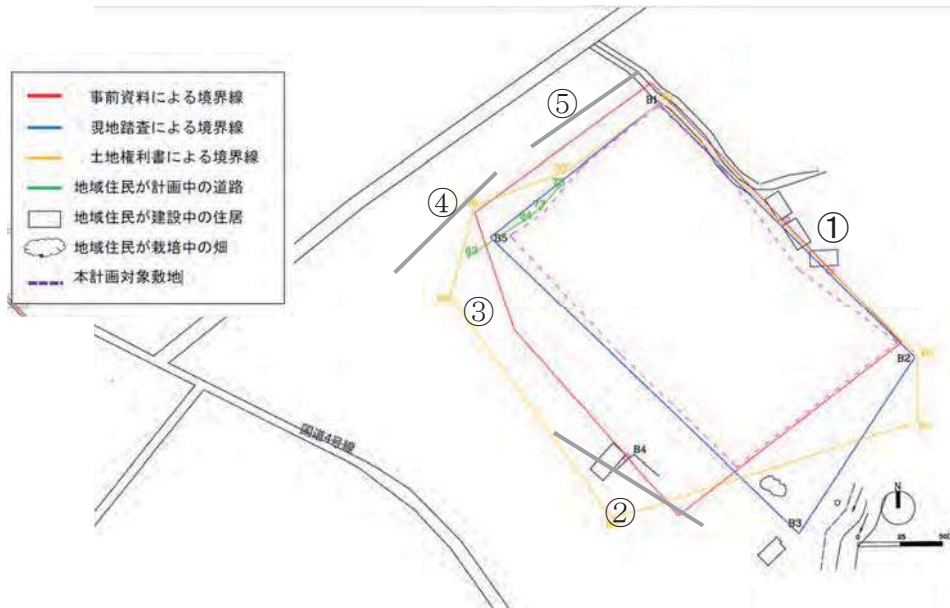 事前資料による境界線
現地踏査による境界線
土地権利書による境界線
地域住民が計画中の道路
地域住民が建設中の住居
地域住民が栽培中の畑
本計画対象敷地
⑤
B1
④
B5
①
③
B2
国道4号線
B4
②
B3
N
0
25